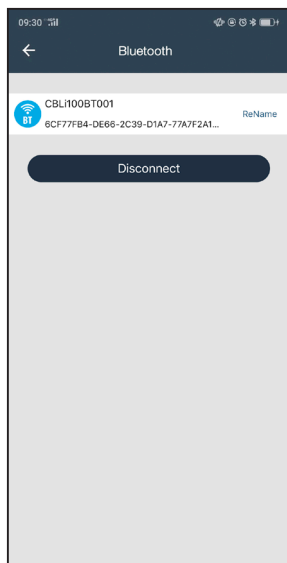 09:30
Bluetooth
CBLi100BT001
ReName
6CF77FB4-DE66-2C39-D1A7-77A7F2A1...
BT
Disconnect